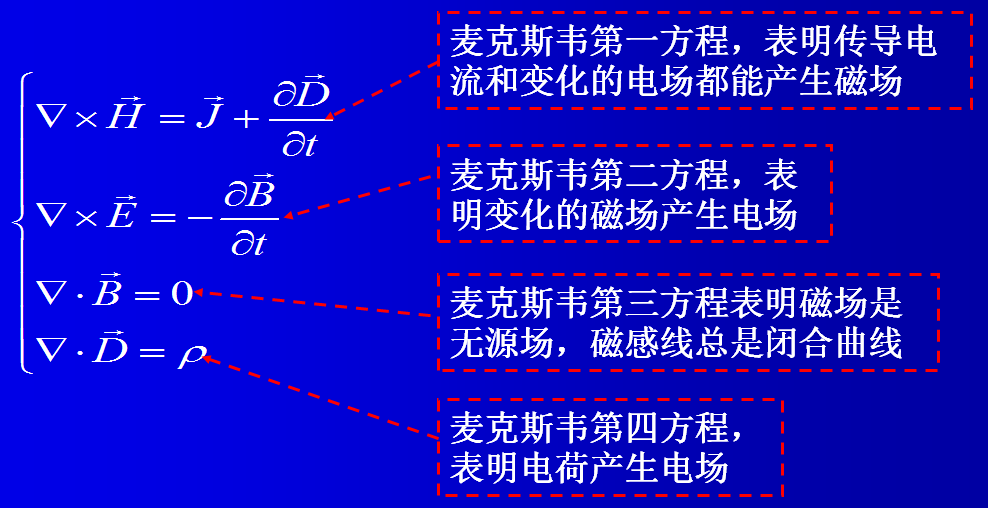 ∇×H⃗ = J⃗ + ∂D⃗/∂t
麦克斯韦第一方程，表明传导电
流和变化的电场都能产生磁场
∇×E⃗ = −∂B⃗/∂t
麦克斯韦第二方程，表
明变化的磁场产生电场
∇·B⃗ = 0
麦克斯韦第三方程表明磁场是
无源场，磁感线总是闭合曲线
∇·D⃗ = ρ
麦克斯韦第四方程，
表明电荷产生电场